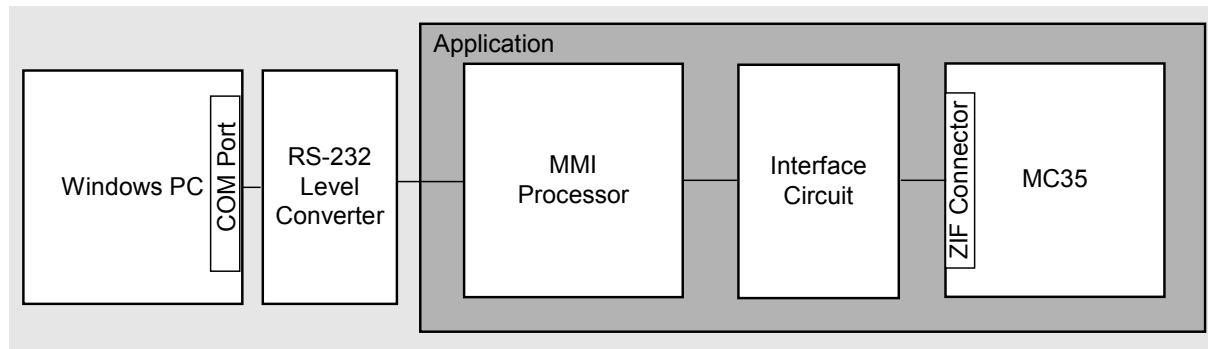 Application
Windows PC
COM Port
RS-232
Level
Converter
MMI
Processor
Interface
Circuit
ZIF Connector
MC35